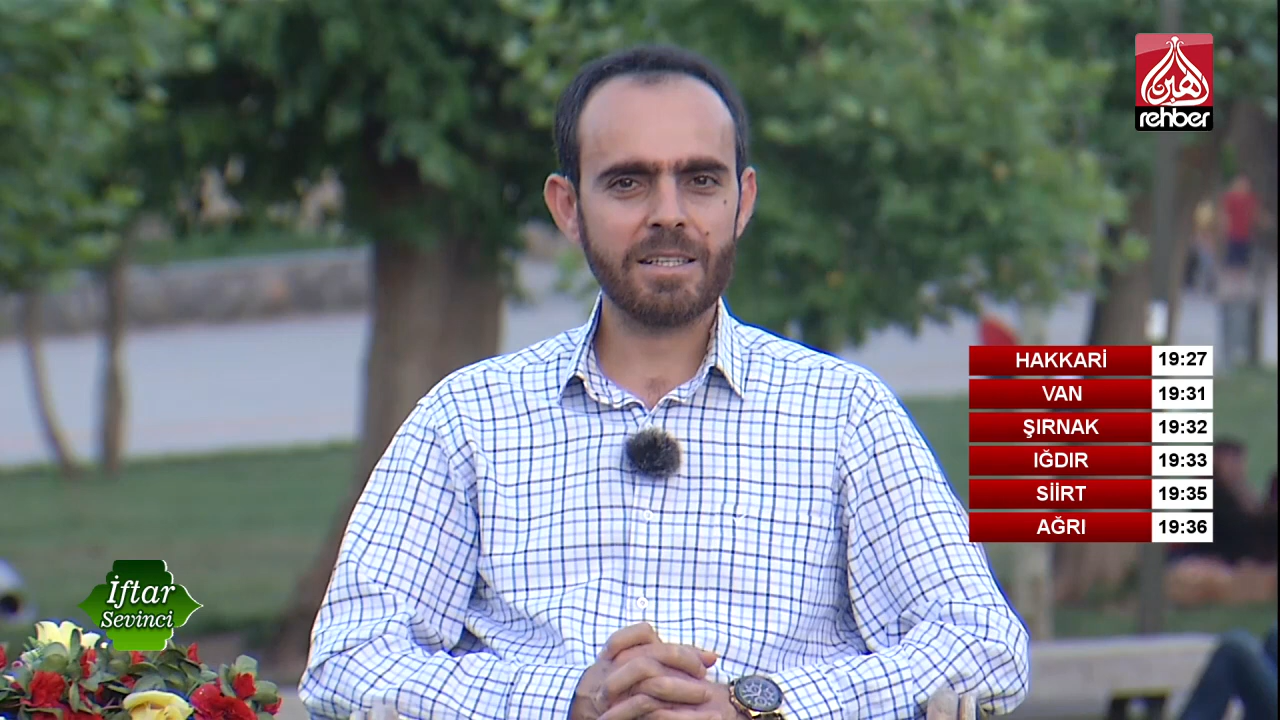 رهبر
rehber
HAKKARİ 19:27
VAN 19:31
ŞIRNAK 19:32
IĞDIR 19:33
SİİRT 19:35
AĞRI 19:36
İftar
Sevinci